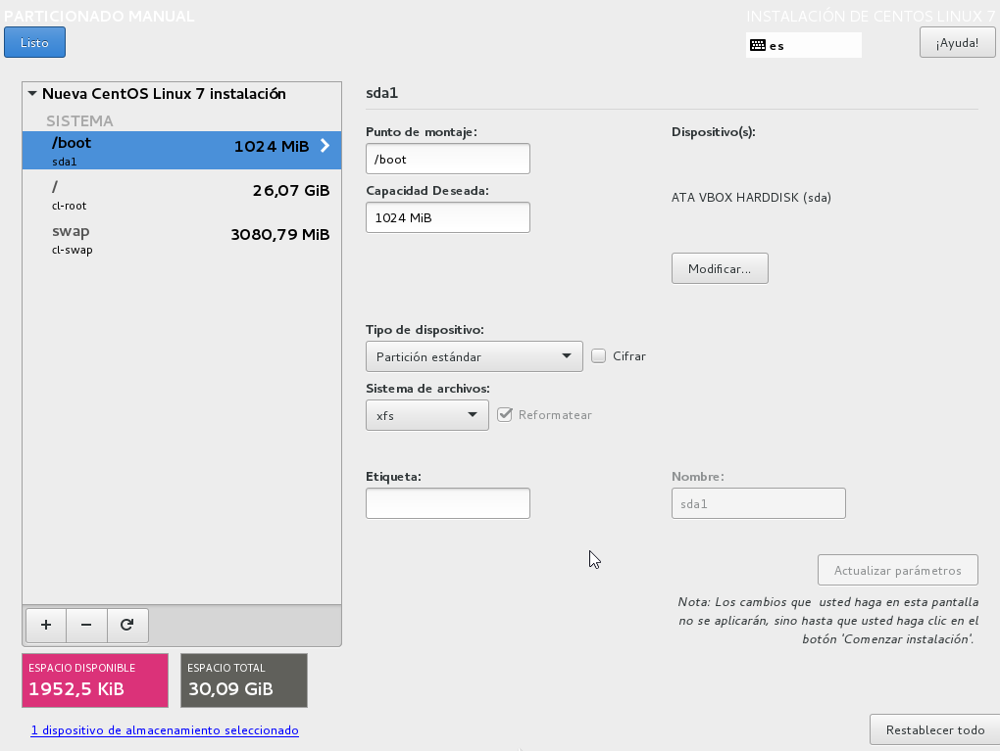 PARTICIONADO MANUAL
INSTALACIÓN DE CENTOS LINUX 7
Listo
es
¡Ayuda!
Nueva CentOS Linux 7 instalación
SISTEMA
/boot
1024 MiB
sda1
/
26,07 GiB
cl-root
swap
3080,79 MiB
cl-swap
sda1
Punto de montaje:
/boot
Capacidad Deseada:
1024 MiB
Dispositivo(s):
ATA VBOX HARDDISK (sda)
Modificar...
Tipo de dispositivo:
Partición estándar
Cifrar
Sistema de archivos:
xfs
Reformatear
Etiqueta:
Nombre:
sda1
Actualizar parámetros
Nota: Los cambios que usted haga en esta pantalla
no se aplicarán, sino hasta que usted haga clic en el
botón 'Comenzar instalación'.
+
−
ESPACIO DISPONIBLE
1952,5 KiB
ESPACIO TOTAL
30,09 GiB
1 dispositivo de almacenamiento seleccionado
Restablecer todo